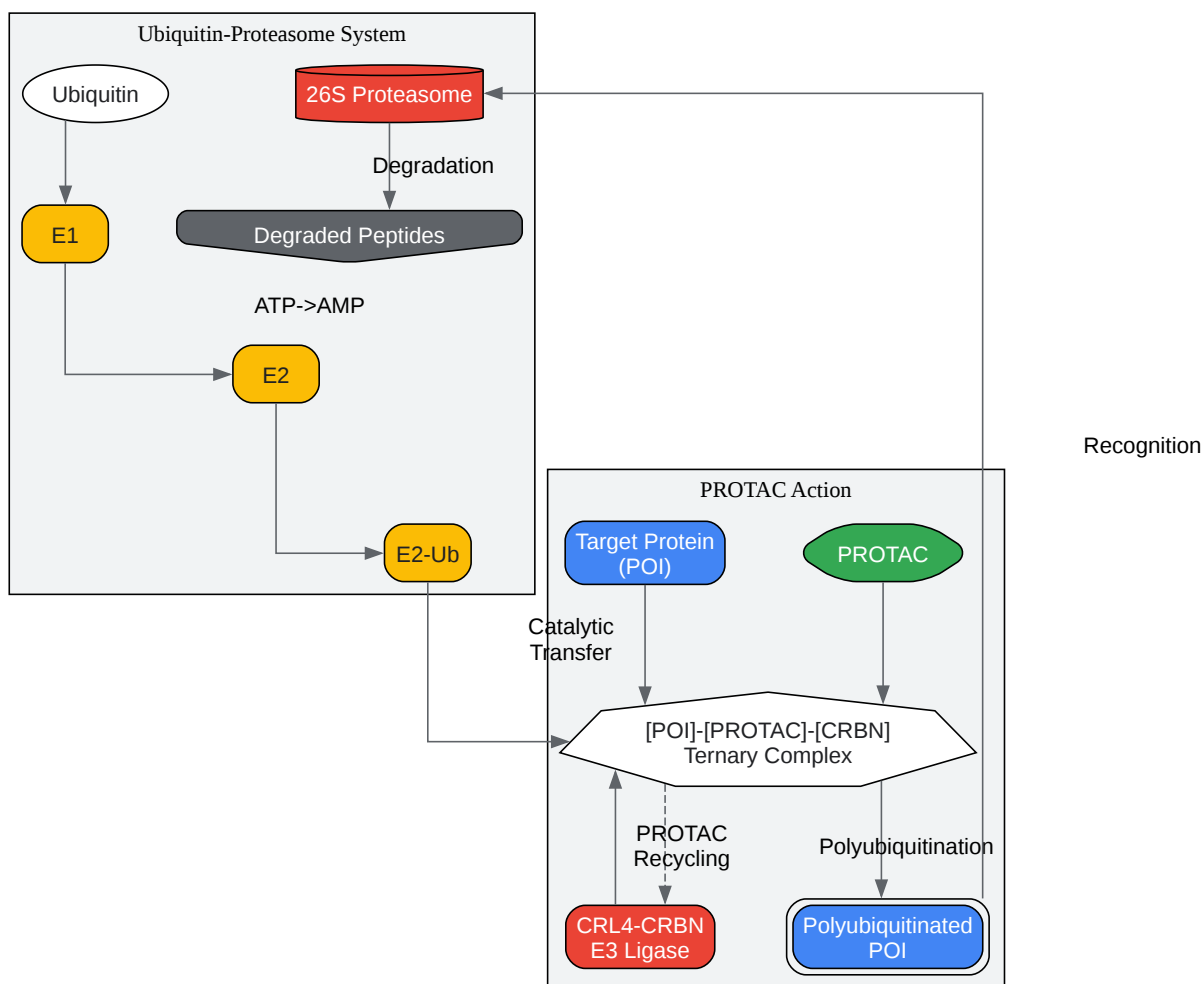 Ubiquitin-Proteasome System
Ubiquitin
26S Proteasome
Degradation
E1
Degraded Peptides
ATP->AMP
E2
Recognition
PROTAC Action
E2-Ub
Target Protein
(POI)
PROTAC
Catalytic
Transfer
[POI]-[PROTAC]-[CRBN]
Ternary Complex
PROTAC
Recycling
Polyubiquitination
CRL4-CRBN
E3 Ligase
Polyubiquitinated
POI